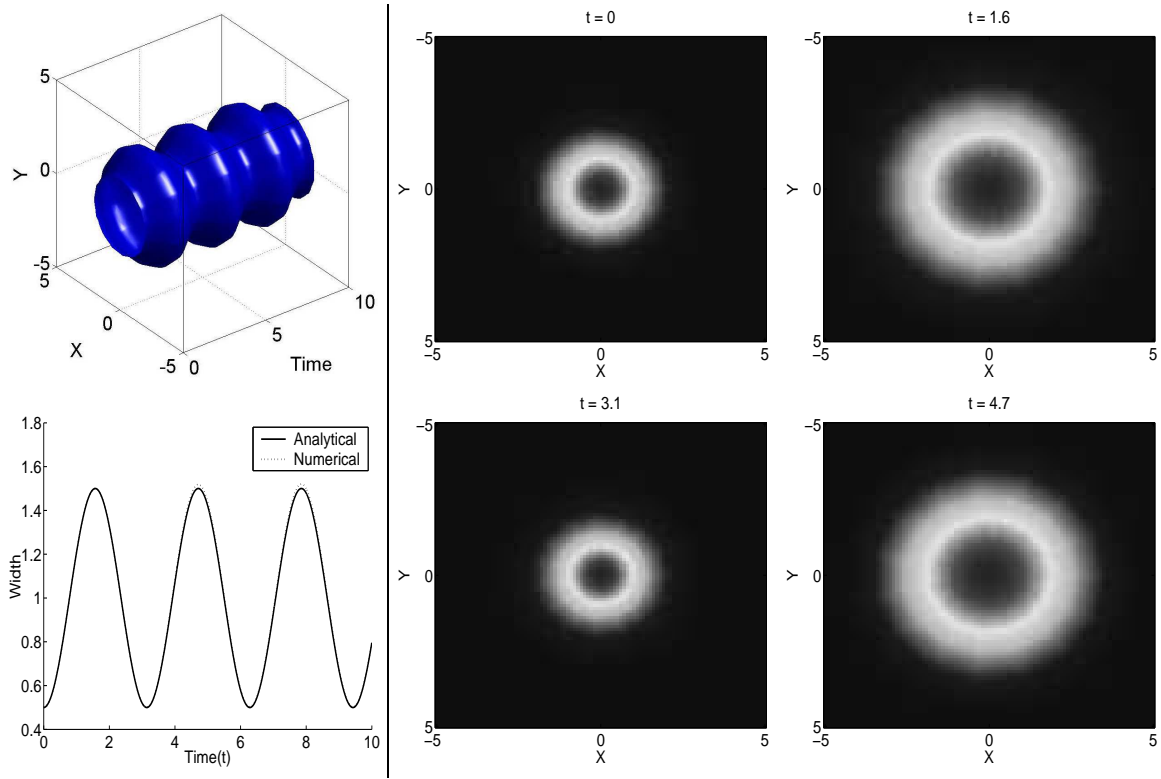 5
0
-5
Y
5
0
-5
X
0
5
10
Time
1.8
1.6
1.4
1.2
1
0.8
0.6
0.4
Width
Analytical
Numerical
0 2 4 6 8 10
Time(t)
t = 0
−5
Y 0
5
−5 0 5
X
t = 1.6
−5
Y 0
5
−5 0 5
X
t = 3.1
−5
Y 0
5
−5 0 5
X
t = 4.7
−5
Y 0
5
−5 0 5
X